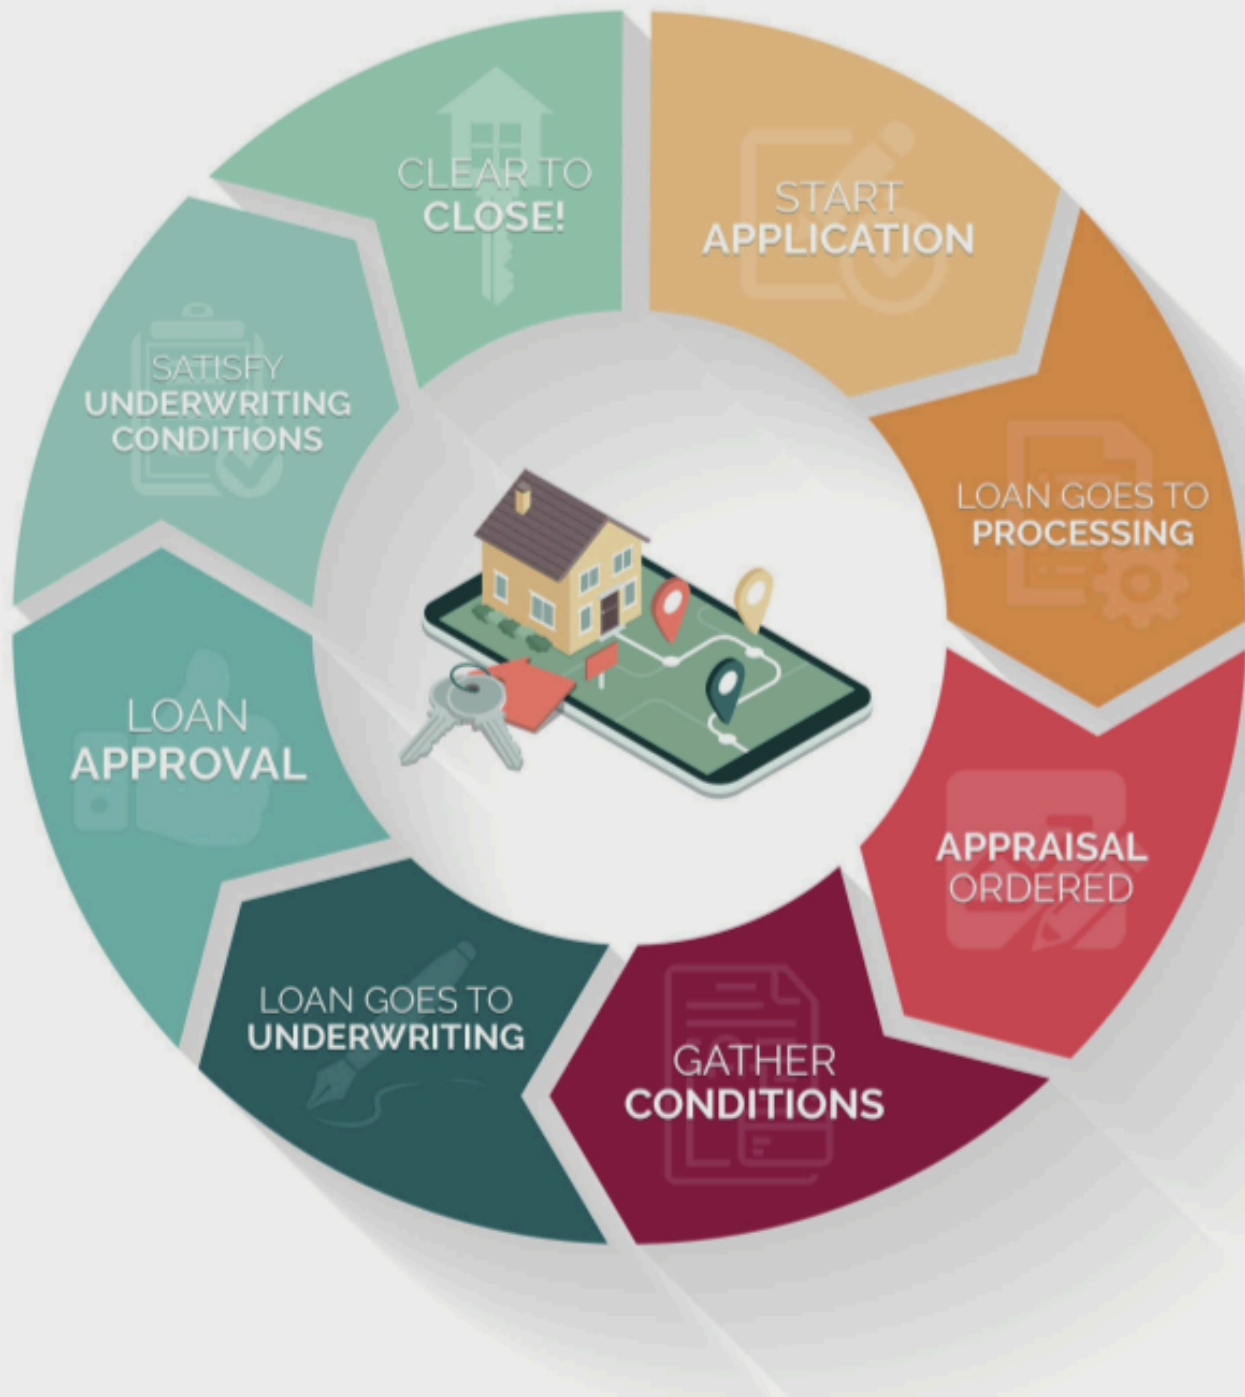 START
APPLICATION
LOAN GOES TO
PROCESSING
APPRAISAL
ORDERED
GATHER
CONDITIONS
LOAN GOES TO
UNDERWRITING
LOAN
APPROVAL
SATISFY
UNDERWRITING
CONDITIONS
CLEAR TO
CLOSE!